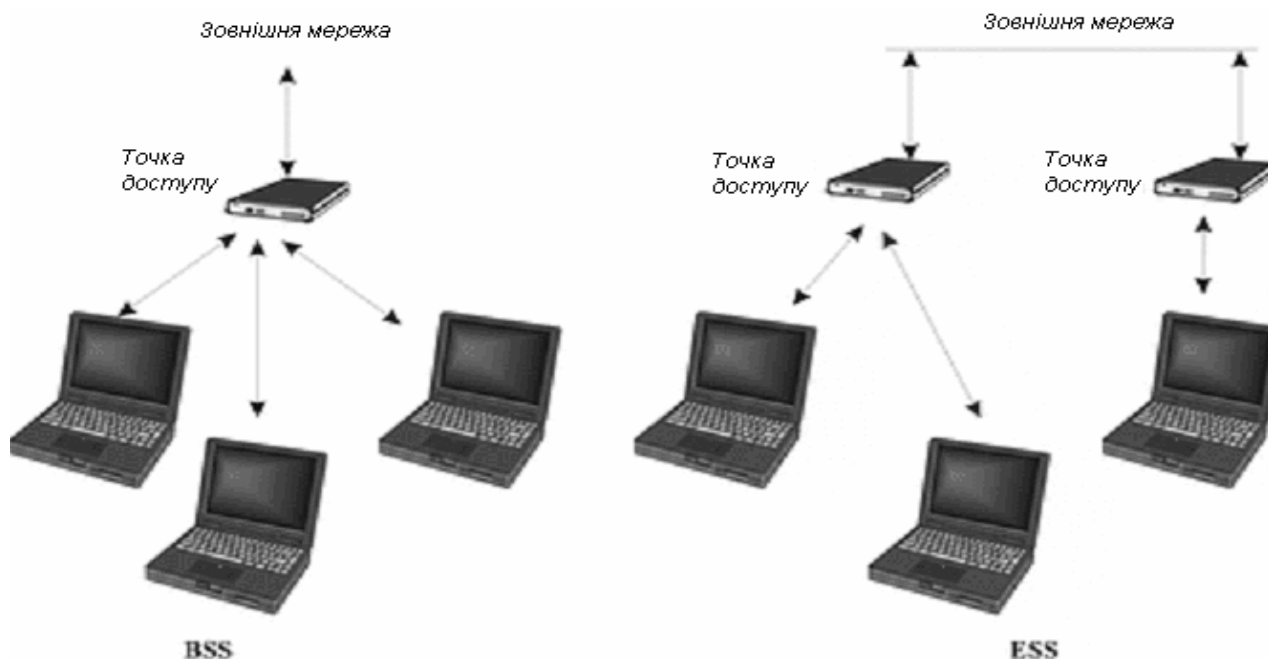 Зовнішня мережа
Точка
доступу
BSS
Зовнішня мережа
Точка
доступу
Точка
доступу
ESS